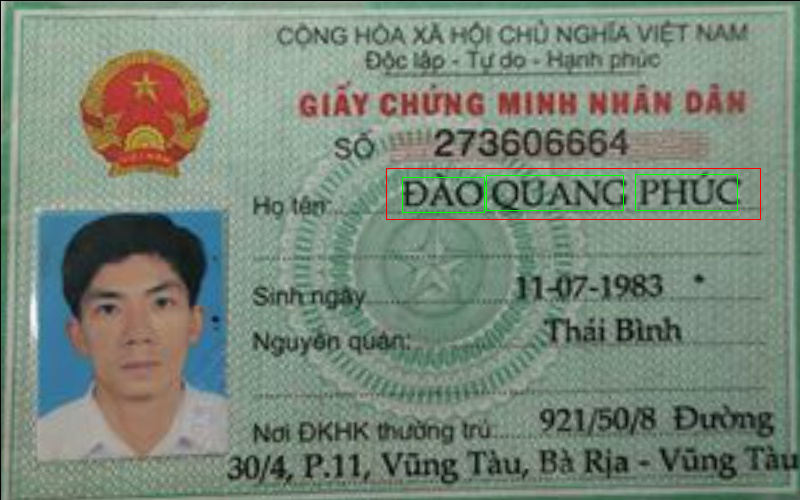 CỘNG HÒA XÃ HỘI CHỦ NGHĨA VIỆT NAM
Độc lập - Tự do - Hạnh phúc
GIẤY CHỨNG MINH NHÂN DÂN
SỐ 273606664
Họ tên: ĐÀO QUANG PHÚC
Sinh ngày 11-07-1983
Nguyên quán: Thái Bình
Nơi ĐKHK thường trú: 921/50/8 Đường
30/4, P.11, Vũng Tàu, Bà Rịa - Vũng Tàu
VIỆT NAM